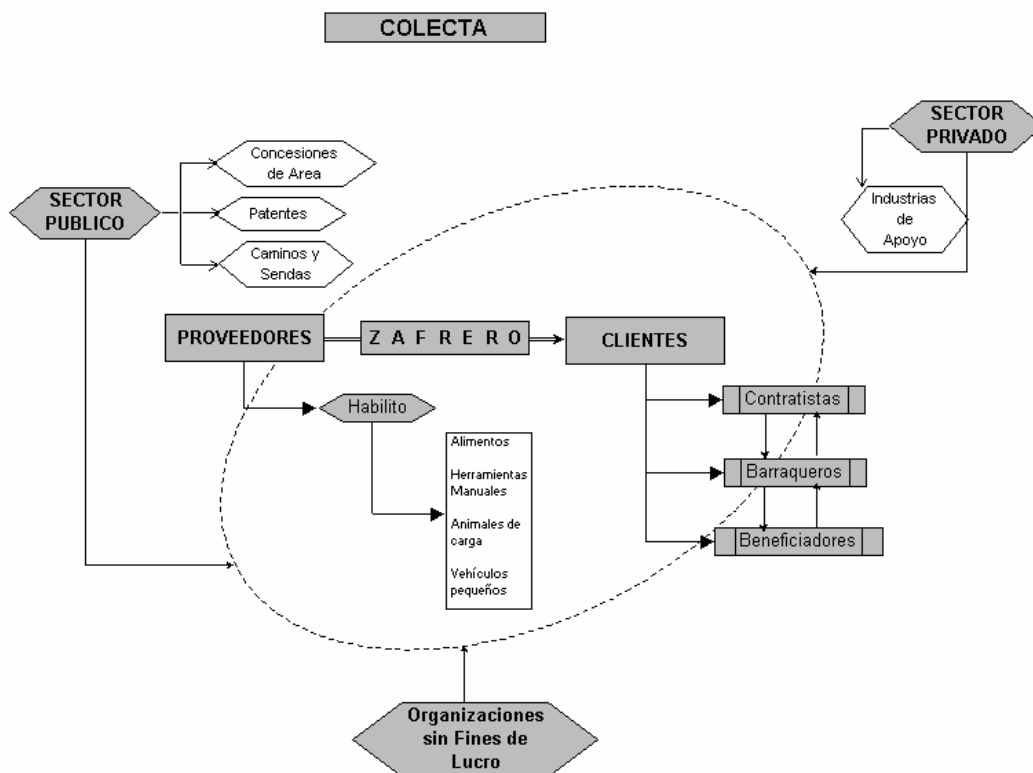 COLECTA
SECTOR
PRIVADO
Concesiones
de Area
SECTOR
PUBLICO
Patentes
Industrias
de
Apoyo
Caminos y
Sendas
PROVEEDORES
Z A F R E R O
CLIENTES
Contratistas
Habilito
Alimentos
Herramientas
Manuales
Animales de
carga
Vehículos
pequeños
Barraqueros
Beneficiadores
Organizaciones
sin Fines de
Lucro